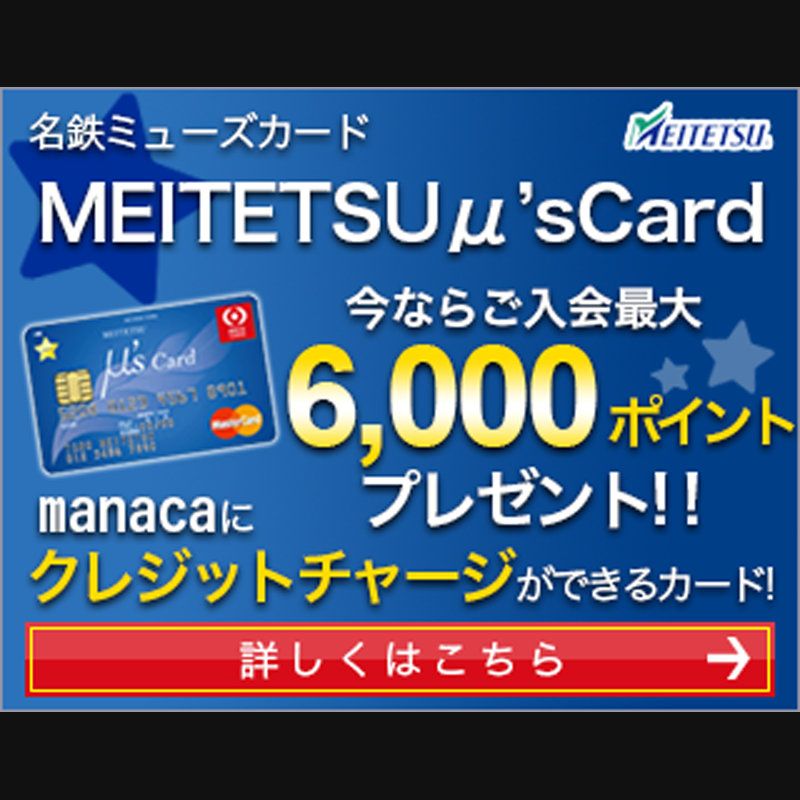 名鉄ミューズカード
MEITETSU
MEITETSU μ'sCard
今ならご入会最大
6,000ポイント
プレゼント!!
MEITETSU
μ's Card
MasterCard
manacaに
クレジットチャージができるカード!
詳しくはこちら